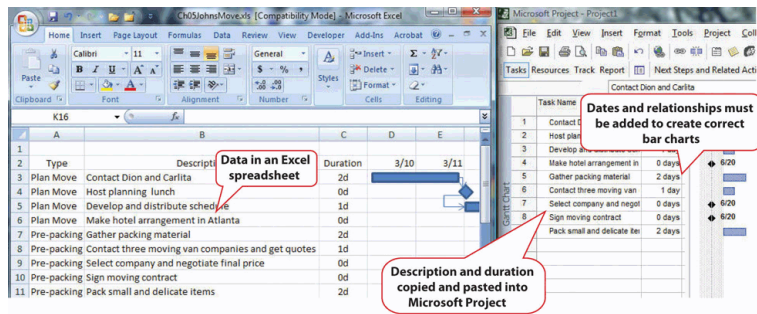 Ch05JohnsMove.xls [Compatibility Mode] - Microsoft Excel
Home Insert Page Layout Formulas Data Review View Developer Add-Ins Acrobat
Calibri 11 General Insert
Paste B I U A Styles Delete
$ % , Format
Clipboard Font Alignment Number Cells Editing
K16 fx
A B C D E
1
2 Type Descripti Duration 3/10 3/11
3 Plan Move Contact Dion and Carlita 2d
4 Plan Move Host planning lunch 0d
5 Plan Move Develop and distribute schedule 1d
6 Plan Move Make hotel arrangement in Atlanta 0d
7 Pre-packing Gather packing material 2d
8 Pre-packing Contact three moving van companies and get quotes 1d
9 Pre-packing Select company and negotiate final price 0d
10 Pre-packing Sign moving contract 0d
11 Pre-packing Pack small and delicate items 2d
Data in an Excel
spreadsheet
Microsoft Project - Project1
File Edit View Insert Format Tools Project Coll
Tasks Resources Track Report Next Steps and Related Acti
Contact Dion and Carlita
Task Name
1 Contact D
2 Host plan
3 Develop
4 Make hotel arrangement in 0 days 6/20
5 Gather packing material 2 days
6 Contact three moving van 1 day
7 Select company and negot 0 days 6/20
8 Sign moving contract 0 days 6/20
Pack small and delicate iter 2 days
Gantt Chart
Dates and relationships must
be added to create correct
bar charts
Description and duration
copied and pasted into
Microsoft Project